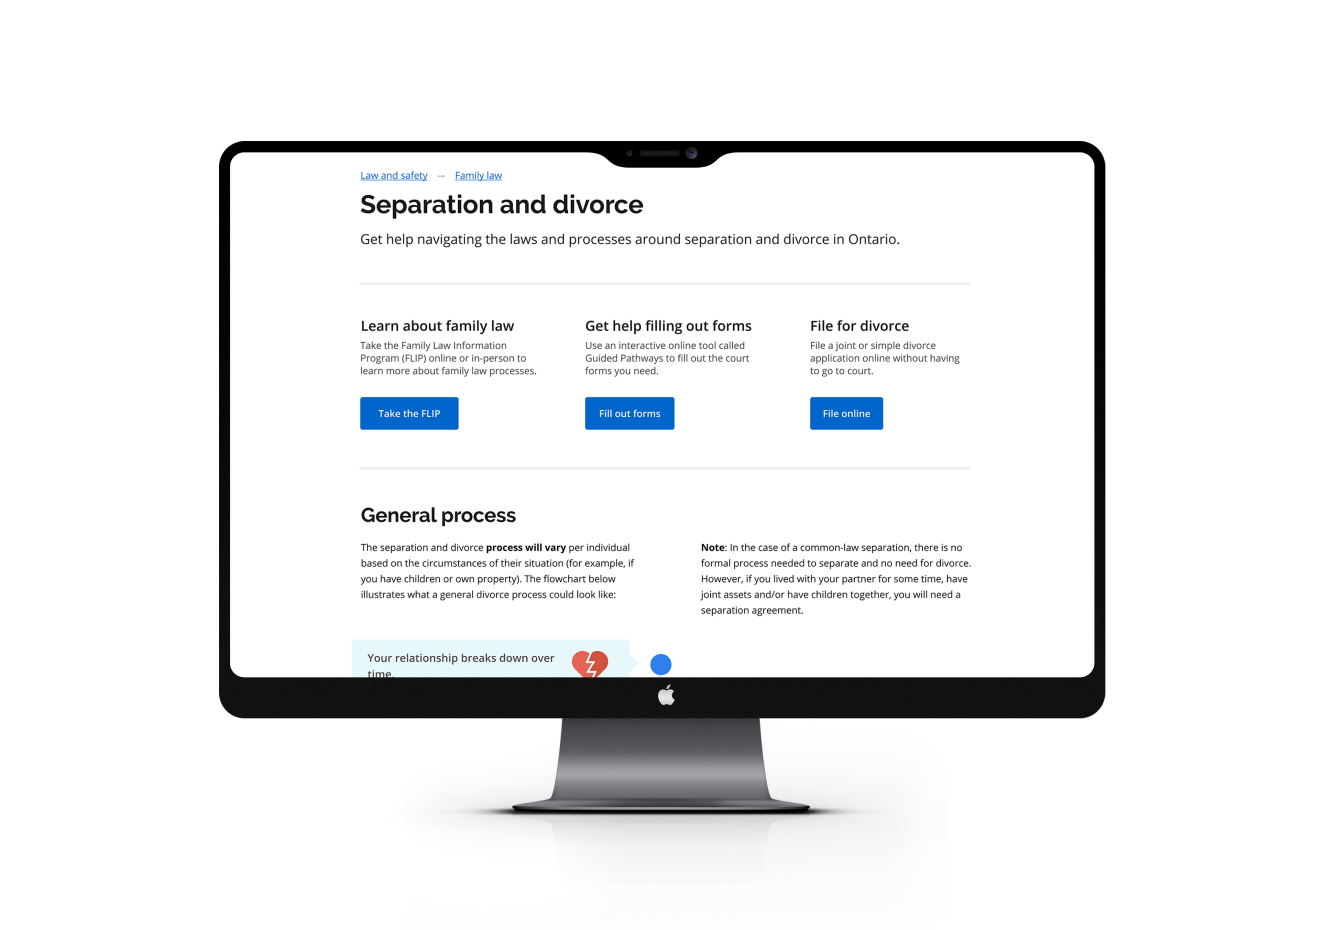 Law and safety → Family law
Separation and divorce
Get help navigating the laws and processes around separation and divorce in Ontario.
Learn about family law
Take the Family Law Information
Program (FLIP) online or in-person to
learn more about family law processes.
Take the FLIP
Get help filling out forms
Use an interactive online tool called
Guided Pathways to fill out the court
forms you need.
Fill out forms
File for divorce
File a joint or simple divorce
application online without having
to go to court.
File online
General process
The separation and divorce process will vary per individual
based on the circumstances of their situation (for example, if
you have children or own property). The flowchart below
illustrates what a general divorce process could look like:
Note: In the case of a common-law separation, there is no
formal process needed to separate and no need for divorce.
However, if you lived with your partner for some time, have
joint assets and/or have children together, you will need a
separation agreement.
Your relationship breaks down over
time.